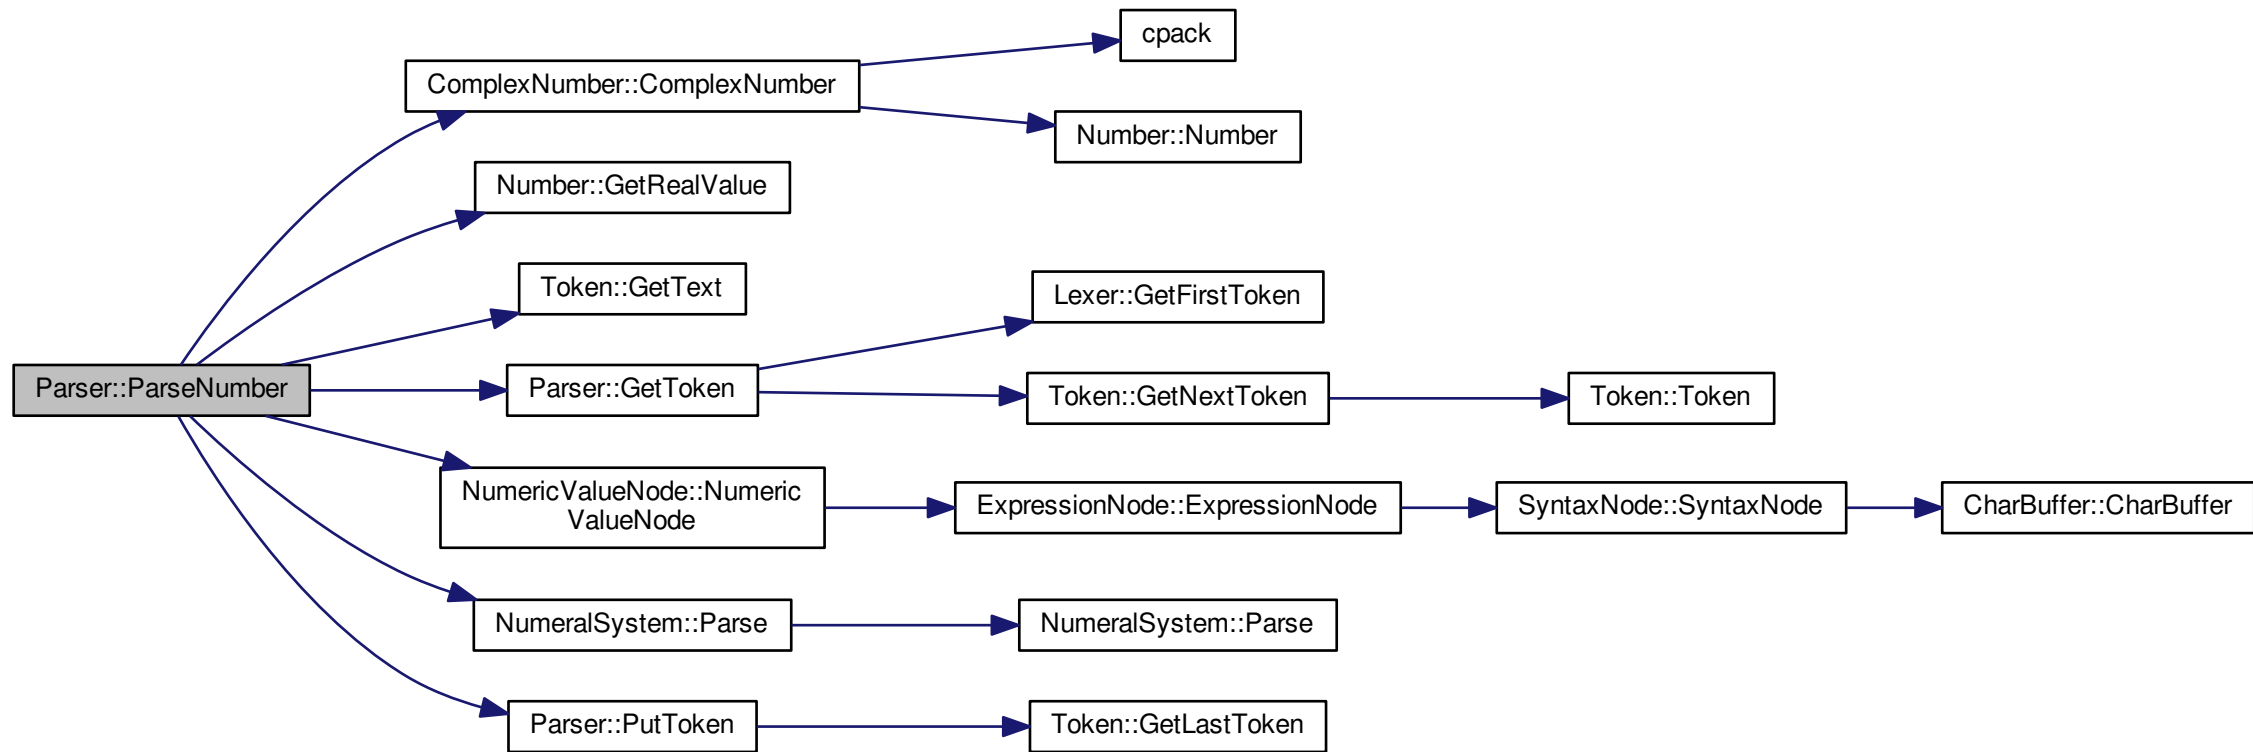 cpack
ComplexNumber::ComplexNumber
Number::Number
Number::GetRealValue
Token::GetText
Lexer::GetFirstToken
Parser::ParseNumber
Parser::GetToken
Token::GetNextToken
Token::Token
NumericValueNode::Numeric
ValueNode
ExpressionNode::ExpressionNode
SyntaxNode::SyntaxNode
CharBuffer::CharBuffer
NumeralSystem::Parse
NumeralSystem::Parse
Parser::PutToken
Token::GetLastToken